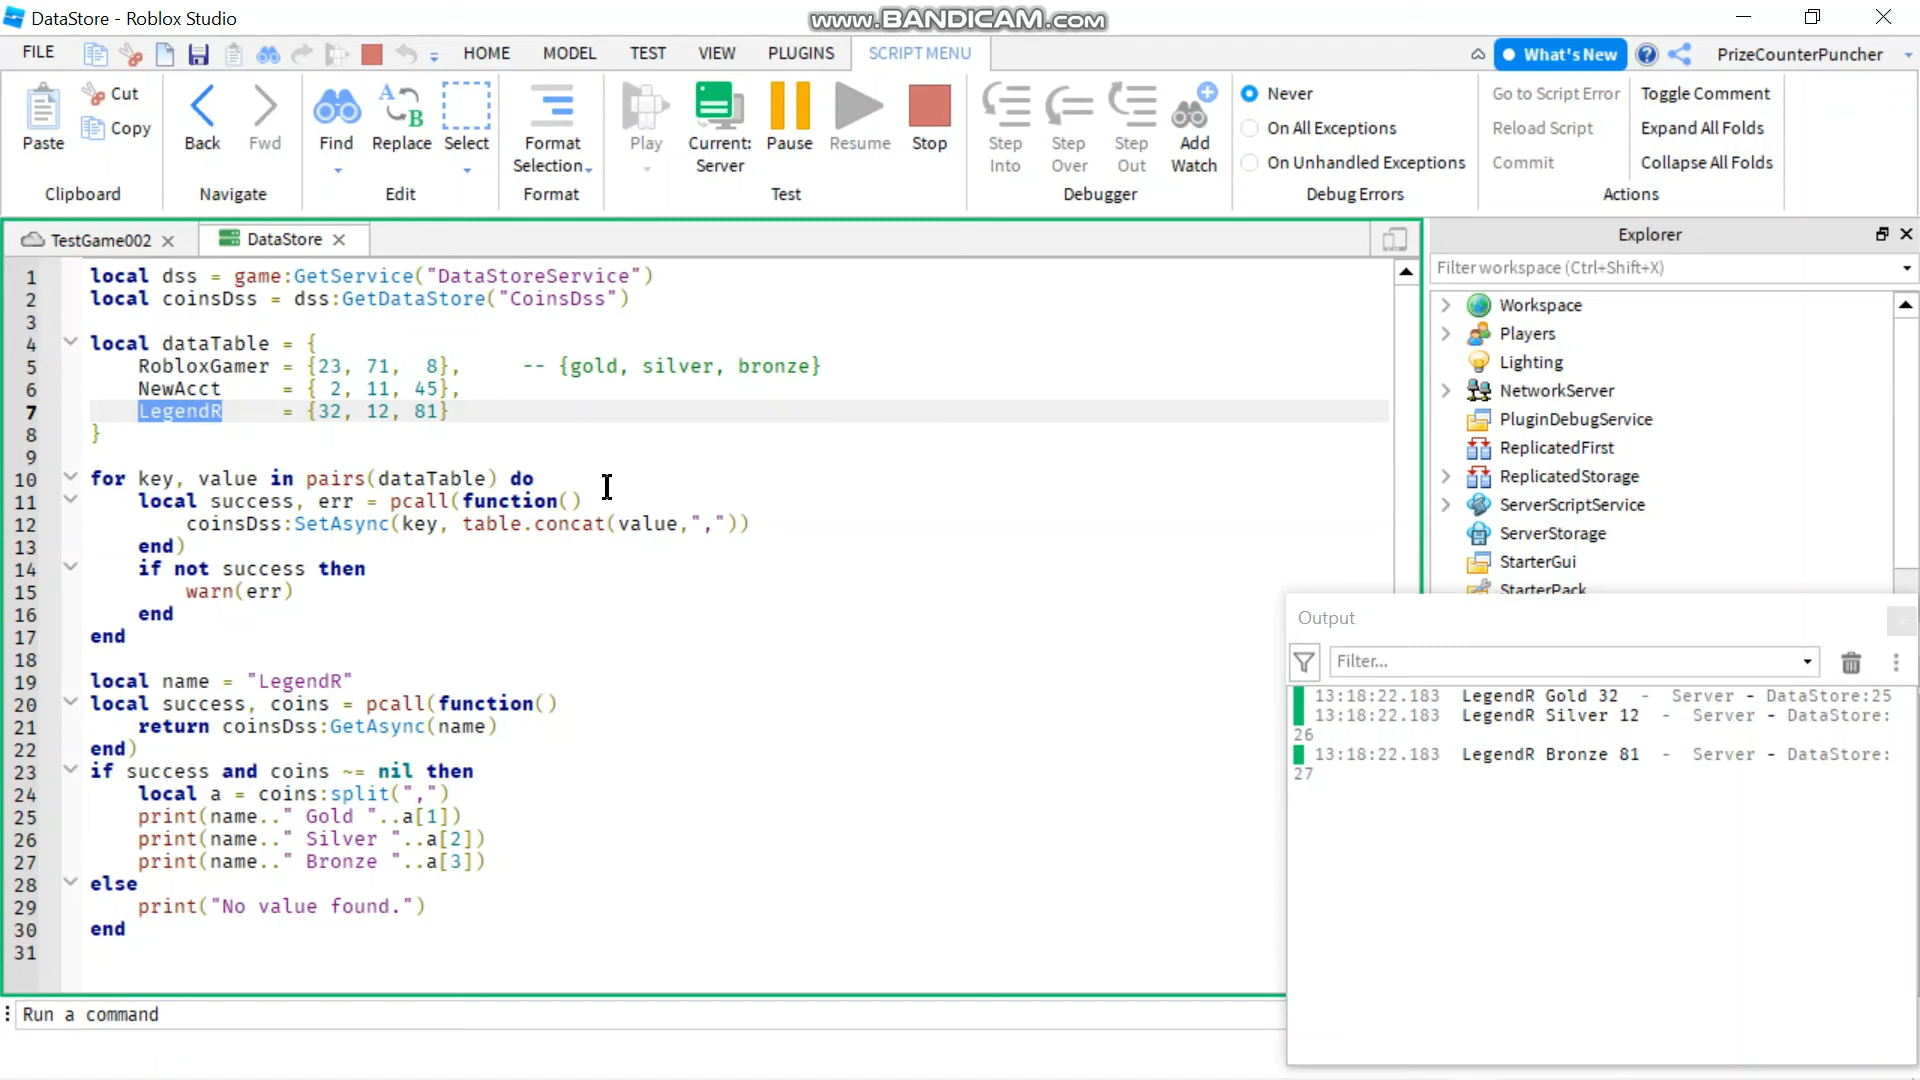 DataStore - Roblox Studio
www.BANDICAM.com
FILE HOME MODEL TEST VIEW PLUGINS SCRIPT MENU What's New PrizeCounterPuncher
Paste Cut Copy
Clipboard
Back Fwd
Navigate
Find Replace Select
Edit
Format Selection
Format
Play Current: Server Pause Resume Stop
Test
Step Into Step Over Step Out Add Watch
Debugger
Never
On All Exceptions
On Unhandled Exceptions
Debug Errors
Go to Script Error Toggle Comment
Reload Script Expand All Folds
Commit Collapse All Folds
Actions
TestGame002 DataStore
1 local dss = game:GetService("DataStoreService")
2 local coinsDss = dss:GetDataStore("CoinsDss")
3
4 local dataTable = {
5 RobloxGamer = {23, 71,  8}, -- {gold, silver, bronze}
6 NewAcct = { 2, 11, 45},
7 LegendR = {32, 12, 81}
8 }
9
10 for key, value in pairs(dataTable) do
11 local success, err = pcall(function()
12 coinsDss:SetAsync(key, table.concat(value,","))
13 end)
14 if not success then
15 warn(err)
16 end
17 end
18
19 local name = "LegendR"
20 local success, coins = pcall(function()
21 return coinsDss:GetAsync(name)
22 end)
23 if success and coins ~= nil then
24 local a = coins:split(",")
25 print(name.." Gold "..a[1])
26 print(name.." Silver "..a[2])
27 print(name.." Bronze "..a[3])
28 else
29 print("No value found.")
30 end
31
Run a command
Explorer
Filter workspace (Ctrl+Shift+X)
Workspace
Players
Lighting
NetworkServer
PluginDebugService
ReplicatedFirst
ReplicatedStorage
ServerScriptService
ServerStorage
StarterGui
StarterPack
Output
Filter...
13:18:22.183 LegendR Gold 32 - Server - DataStore:25
13:18:22.183 LegendR Silver 12 - Server - DataStore:
26
13:18:22.183 LegendR Bronze 81 - Server - DataStore:
27